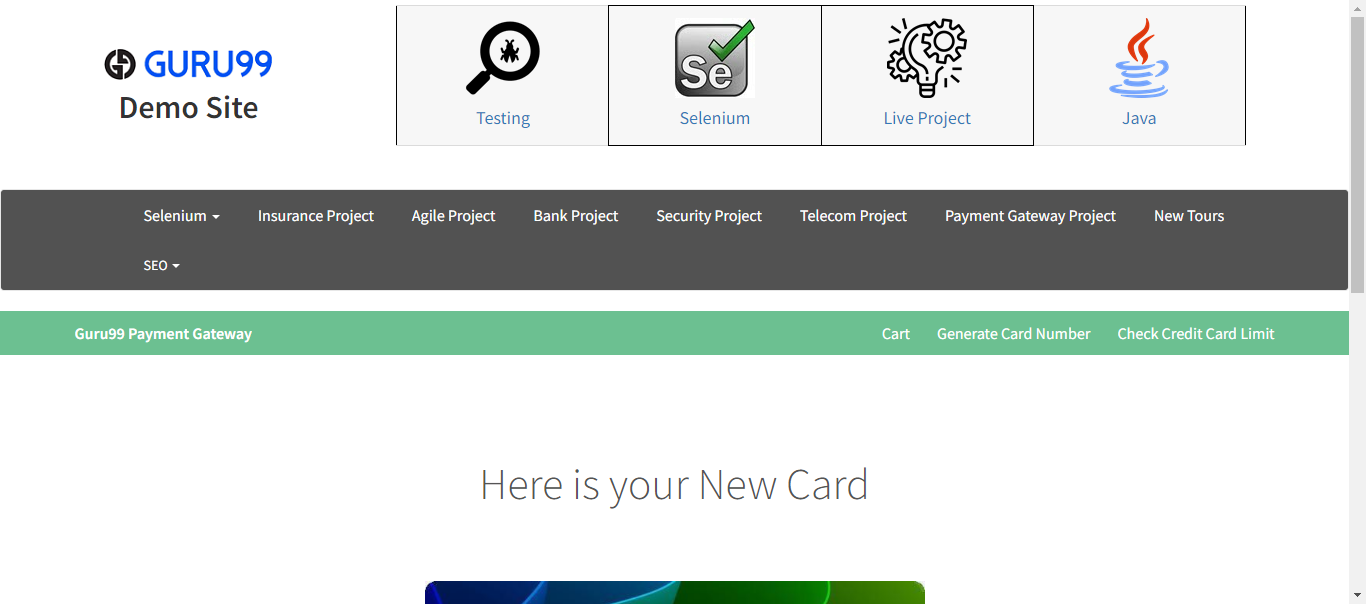 GURU99
Demo Site
Se
Testing
Selenium
Live Project
Java
Selenium
Insurance Project
Agile Project
Bank Project
Security Project
Telecom Project
Payment Gateway Project
New Tours
SEO
Guru99 Payment Gateway
Cart
Generate Card Number
Check Credit Card Limit
Here is your New Card